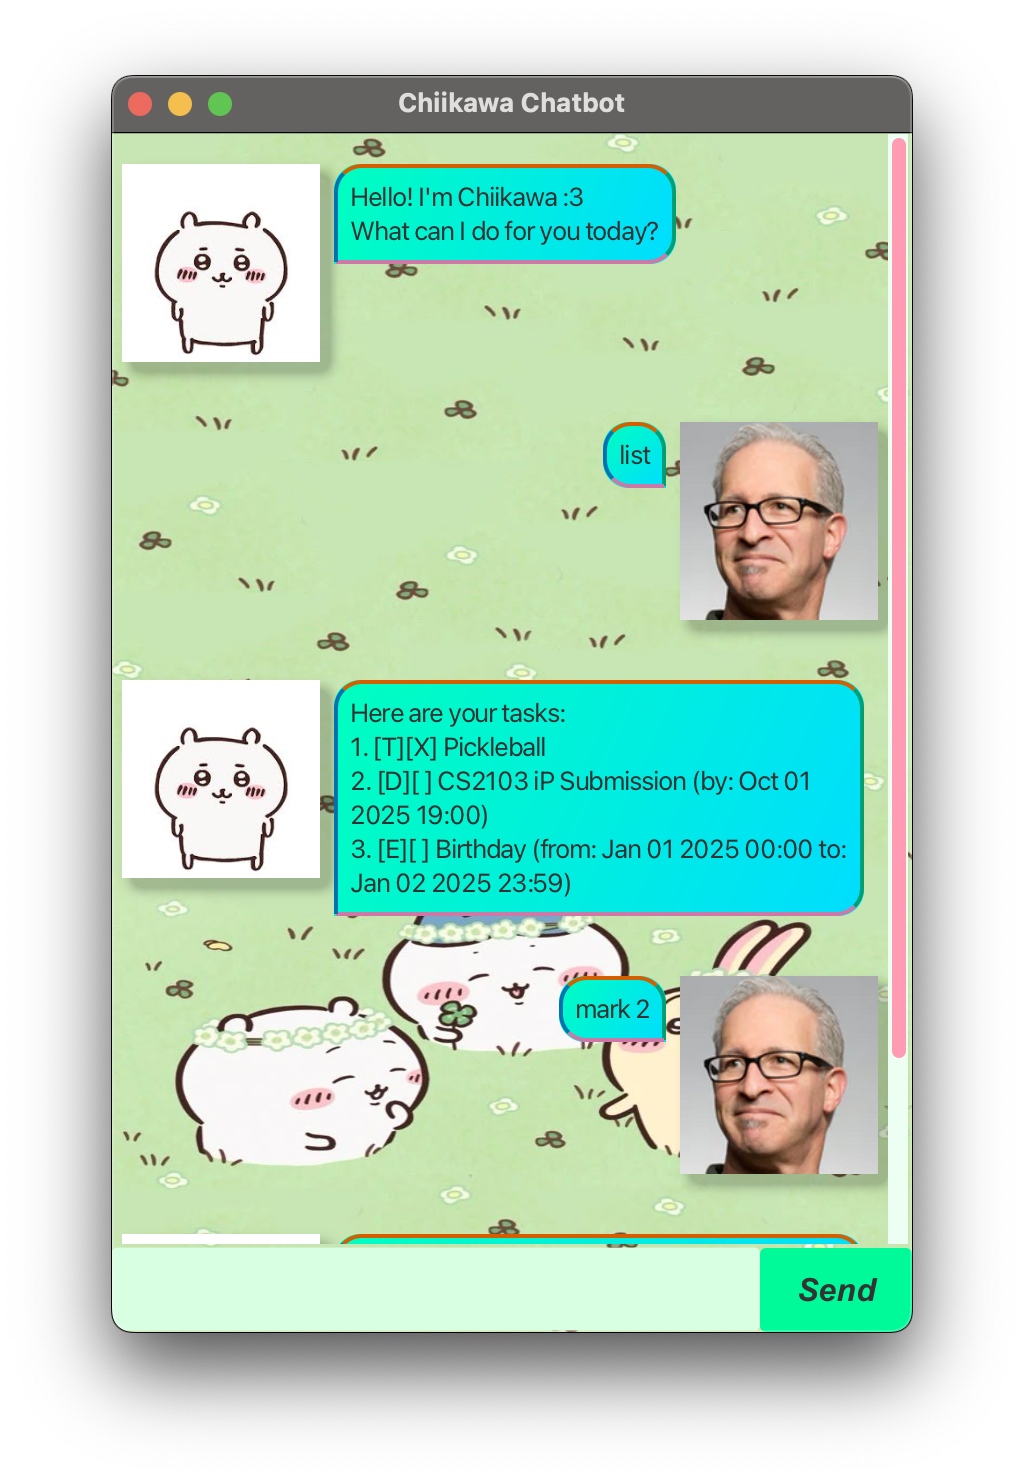 Chiikawa Chatbot
Hello! I'm Chiikawa :3
What can I do for you today?
list
Here are your tasks:
1. [T][X] Pickleball
2. [D][ ] CS2103 iP Submission (by: Oct 01
2025 19:00)
3. [E][ ] Birthday (from: Jan 01 2025 00:00 to:
Jan 02 2025 23:59)
mark 2
Send